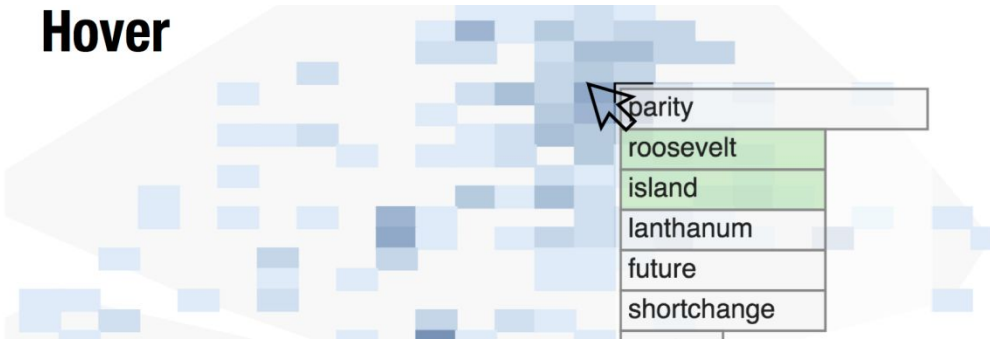 Hover
parity
roosevelt
island
lanthanum
future
shortchange